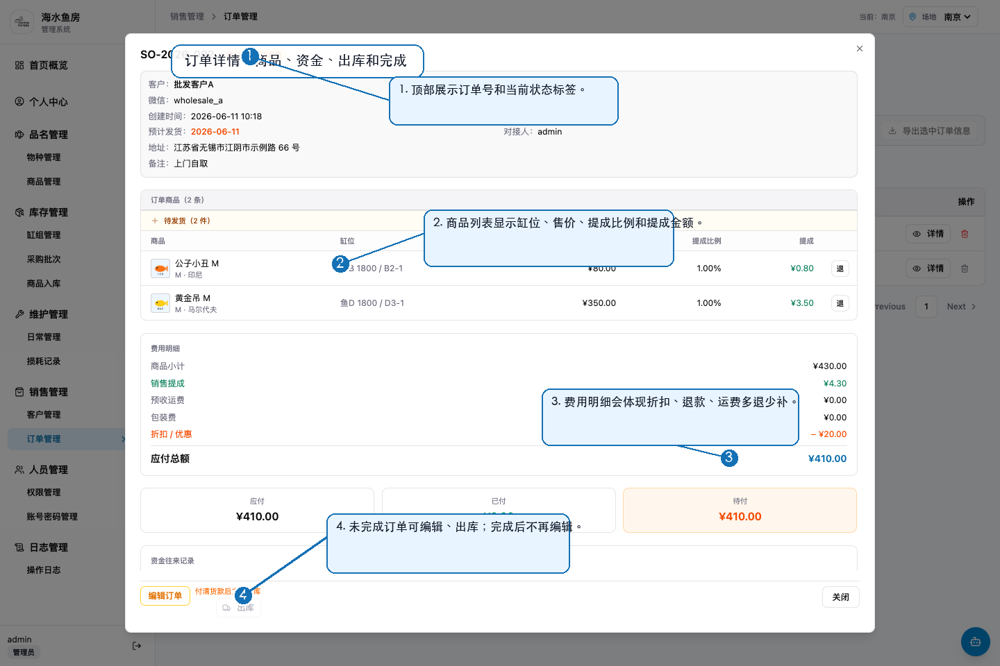 海水鱼房
管理系统
销售管理 > 订单管理
当前: 南京
场地 南京
首页概览
个人中心
品名管理
物种管理
商品管理
库存管理
缸组管理
采购批次
商品入库
维护管理
日常管理
损耗记录
销售管理
客户管理
订单管理
人员管理
权限管理
账号密码管理
日志管理
操作日志
admin
管理员
SO-2026-
订单详情 商品、资金、出库和完成
1
1. 顶部展示订单号和当前状态标签。
客户: 批发客户A
微信: wholesale_a
创建时间: 2026-06-11 10:18
预计发货: 2026-06-11
对接人: admin
地址: 江苏省无锡市江阴市示例路 66 号
备注: 上门自取
订单商品 (2 条)
待发货 (2 件)
2. 商品列表显示缸位、售价、提成比例和提成金额。
商品 缸位 提成比例 提成
2
公子小丑 M
M · 印尼
1800 / B2-1 ¥80.00 1.00% ¥0.80 退
黄金吊 M
M · 马尔代夫
鱼D 1800 / D3-1 ¥350.00 1.00% ¥3.50 退
费用明细
商品小计 ¥430.00
销售提成 ¥4.30
预收运费 ¥0.00
包装费 ¥0.00
折扣 / 优惠 − ¥20.00
3. 费用明细会体现折扣、退款、运费多退少补。
3
应付总额 ¥410.00
应付
¥410.00
已付
待付
¥410.00
4. 未完成订单可编辑、出库；完成后不再编辑。
资金往来记录
4
编辑订单
付清货款后 库
出库
关闭
导出选中订单信息
操作
详情
详情
revious 1 Next